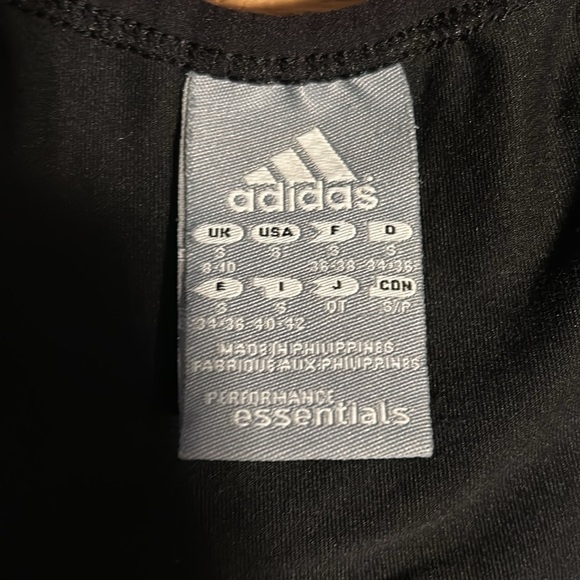 adidas
UK USA F D
S S S S
8-10 36-38 34-36
E I J CDN
S S OT S/P
34-36 40-42
MADE IN PHILIPPINES
FABRIQUE AUX PHILIPPINES
PERFORMANCE
essentials